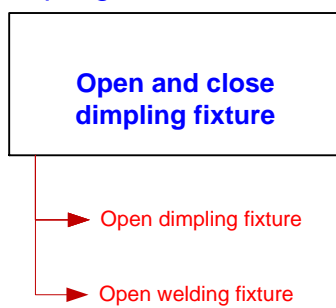 Open and close
dimpling fixture
Open dimpling fixture
Open welding fixture